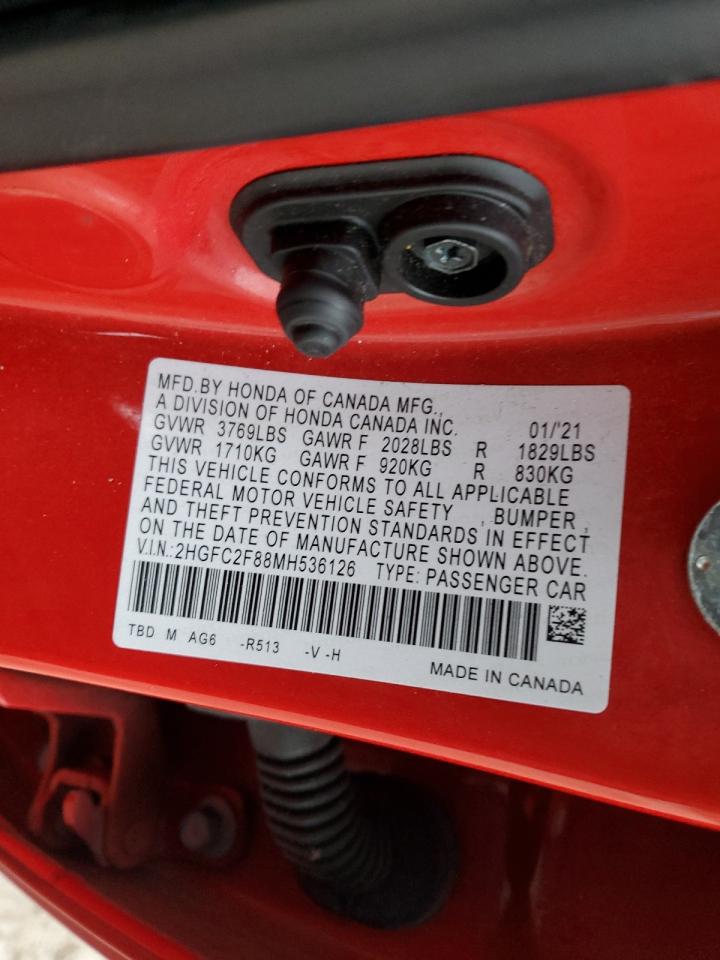 MFD.BY HONDA OF CANADA MFG.,
A DIVISION OF HONDA CANADA INC. 01/'21
GVWR 3769LBS GAWR F 2028LBS R 1829LBS
GVWR 1710KG GAWR F 920KG R 830KG
THIS VEHICLE CONFORMS TO ALL APPLICABLE
FEDERAL MOTOR VEHICLE SAFETY , BUMPER ,
AND THEFT PREVENTION STANDARDS IN EFFECT
ON THE DATE OF MANUFACTURE SHOWN ABOVE.
V.I.N.:2HGFC2F88MH536126 TYPE: PASSENGER CAR
TBD M AG6 -R513 -V -H
MADE IN CANADA